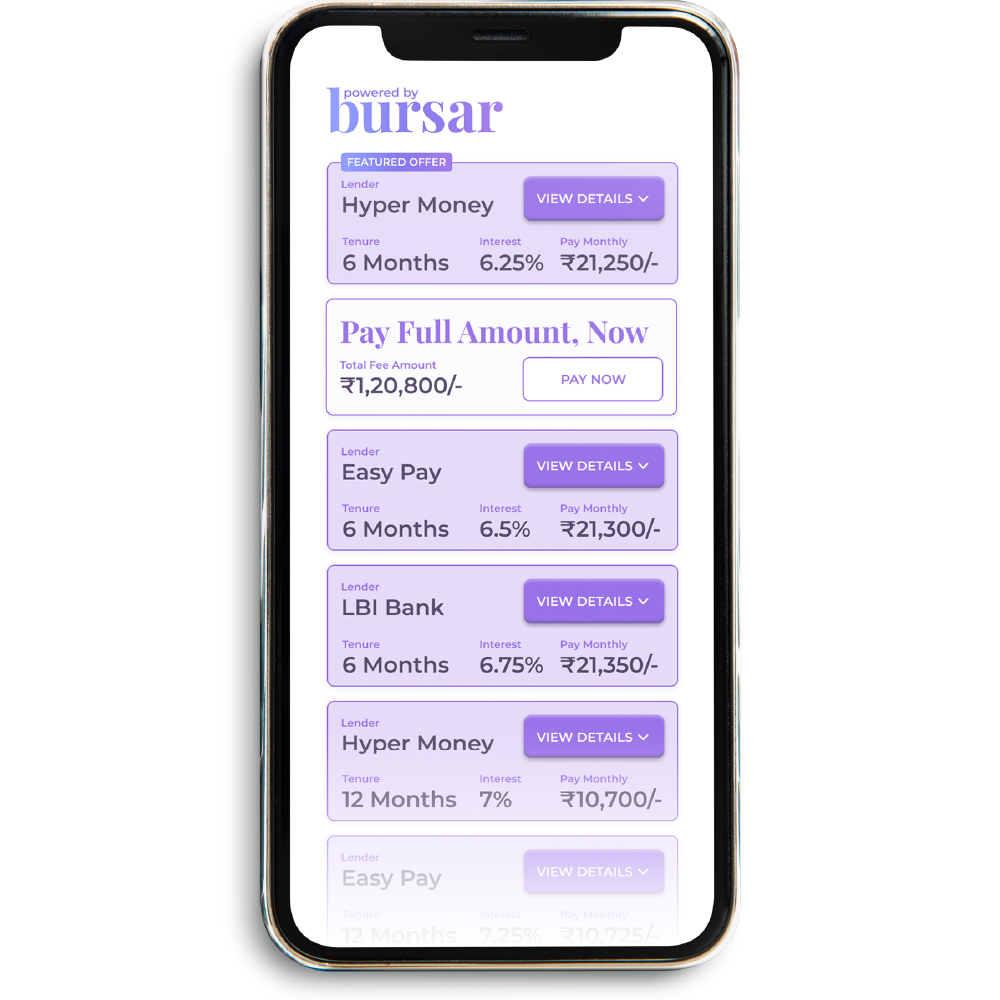 powered by
bursar
FEATURED OFFER
Lender
Hyper Money
VIEW DETAILS
Tenure Interest Pay Monthly
6 Months 6.25% ₹21,250/-
Pay Full Amount, Now
Total Fee Amount
₹1,20,800/-
PAY NOW
Lender
Easy Pay
VIEW DETAILS
Tenure Interest Pay Monthly
6 Months 6.5% ₹21,300/-
Lender
LBI Bank
VIEW DETAILS
Tenure Interest Pay Monthly
6 Months 6.75% ₹21,350/-
Lender
Hyper Money
VIEW DETAILS
Tenure Interest Pay Monthly
12 Months 7% ₹10,700/-
Lender
Easy Pay
VIEW DETAILS
Tenure Interest Pay Monthly
12 Months 7.25% ₹10,725/-